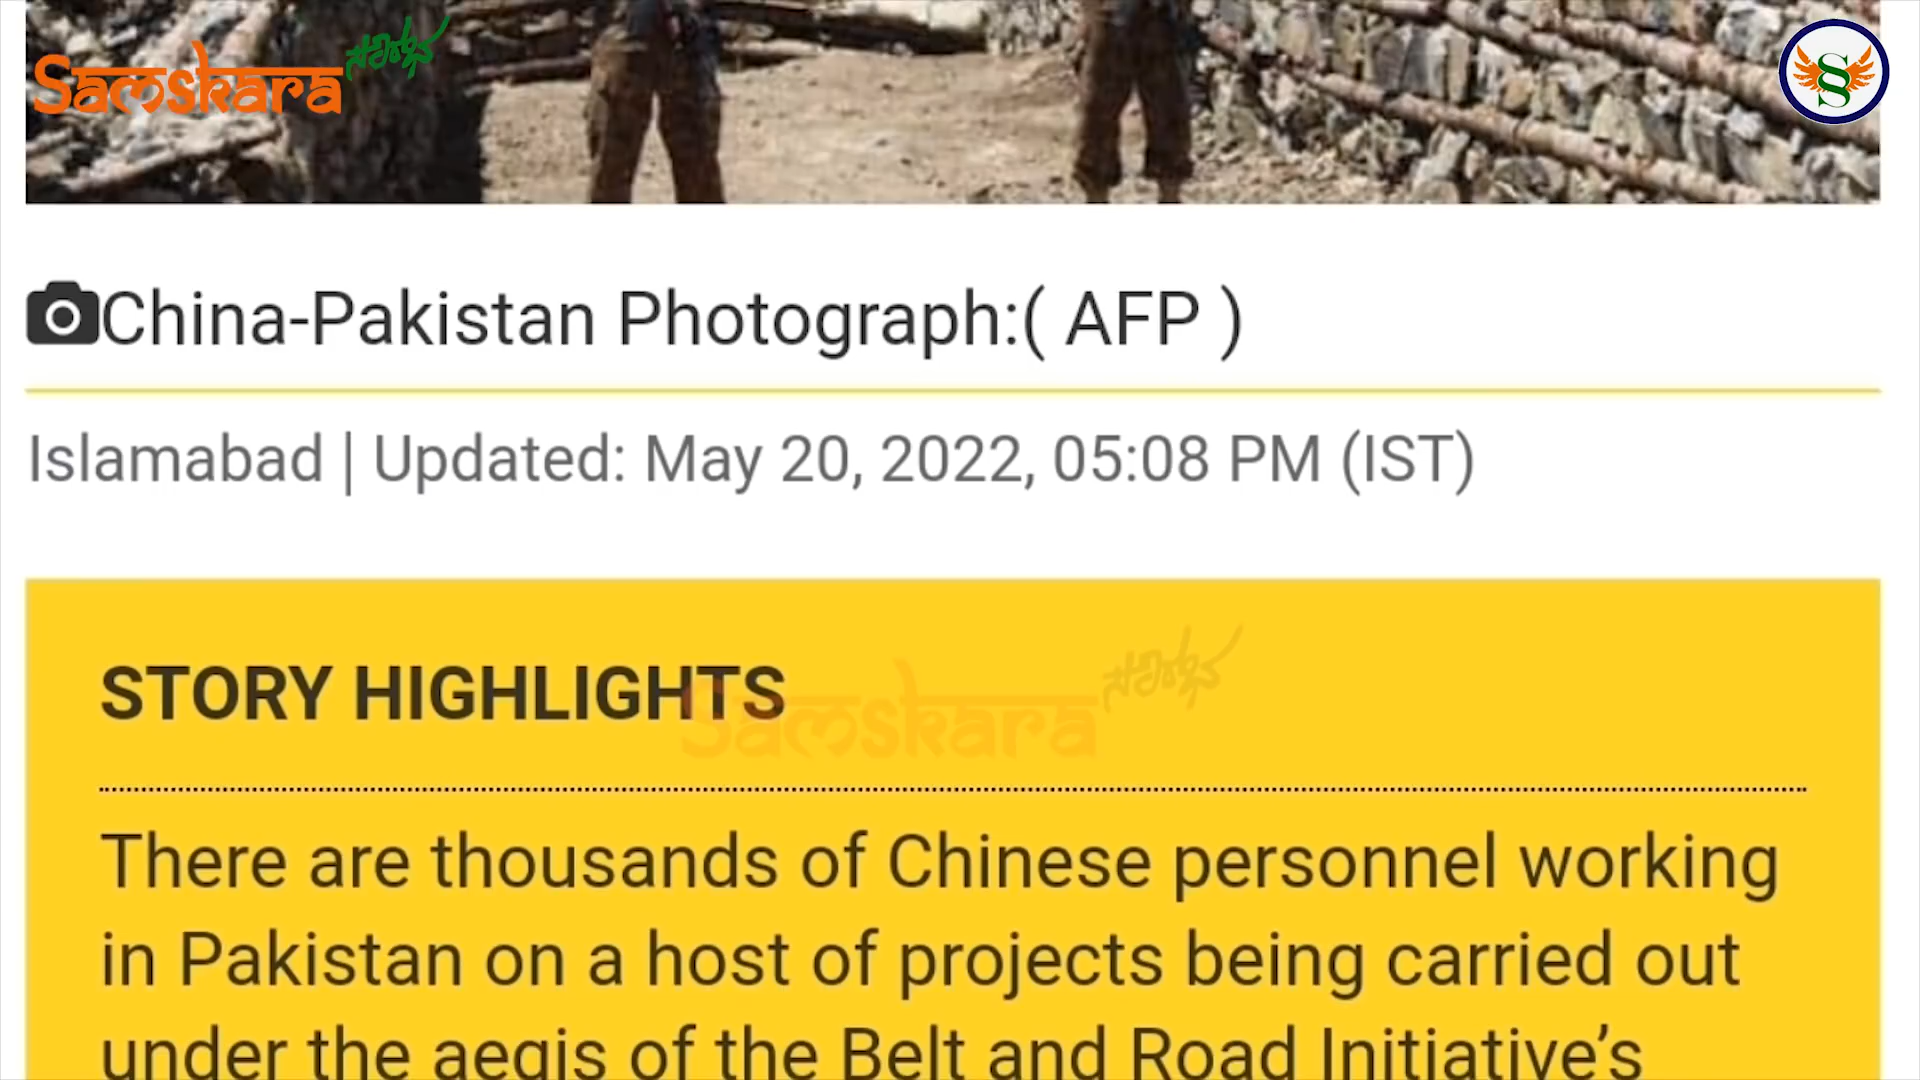 Samskara
China-Pakistan Photograph:( AFP )
Islamabad | Updated: May 20, 2022, 05:08 PM (IST)
STORY HIGHLIGHTS
Samskara
There are thousands of Chinese personnel working
in Pakistan on a host of projects being carried out
under the aegis of the Belt and Road Initiative’s